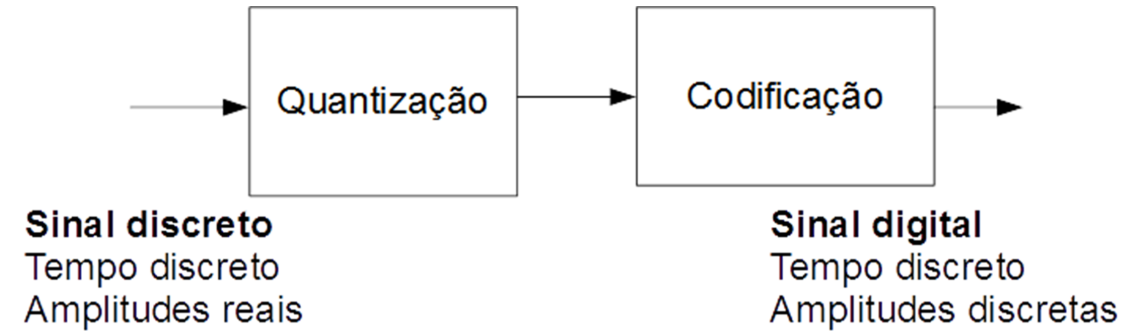 Quantização
Codificação
Sinal discreto
Tempo discreto
Amplitudes reais
Sinal digital
Tempo discreto
Amplitudes discretas